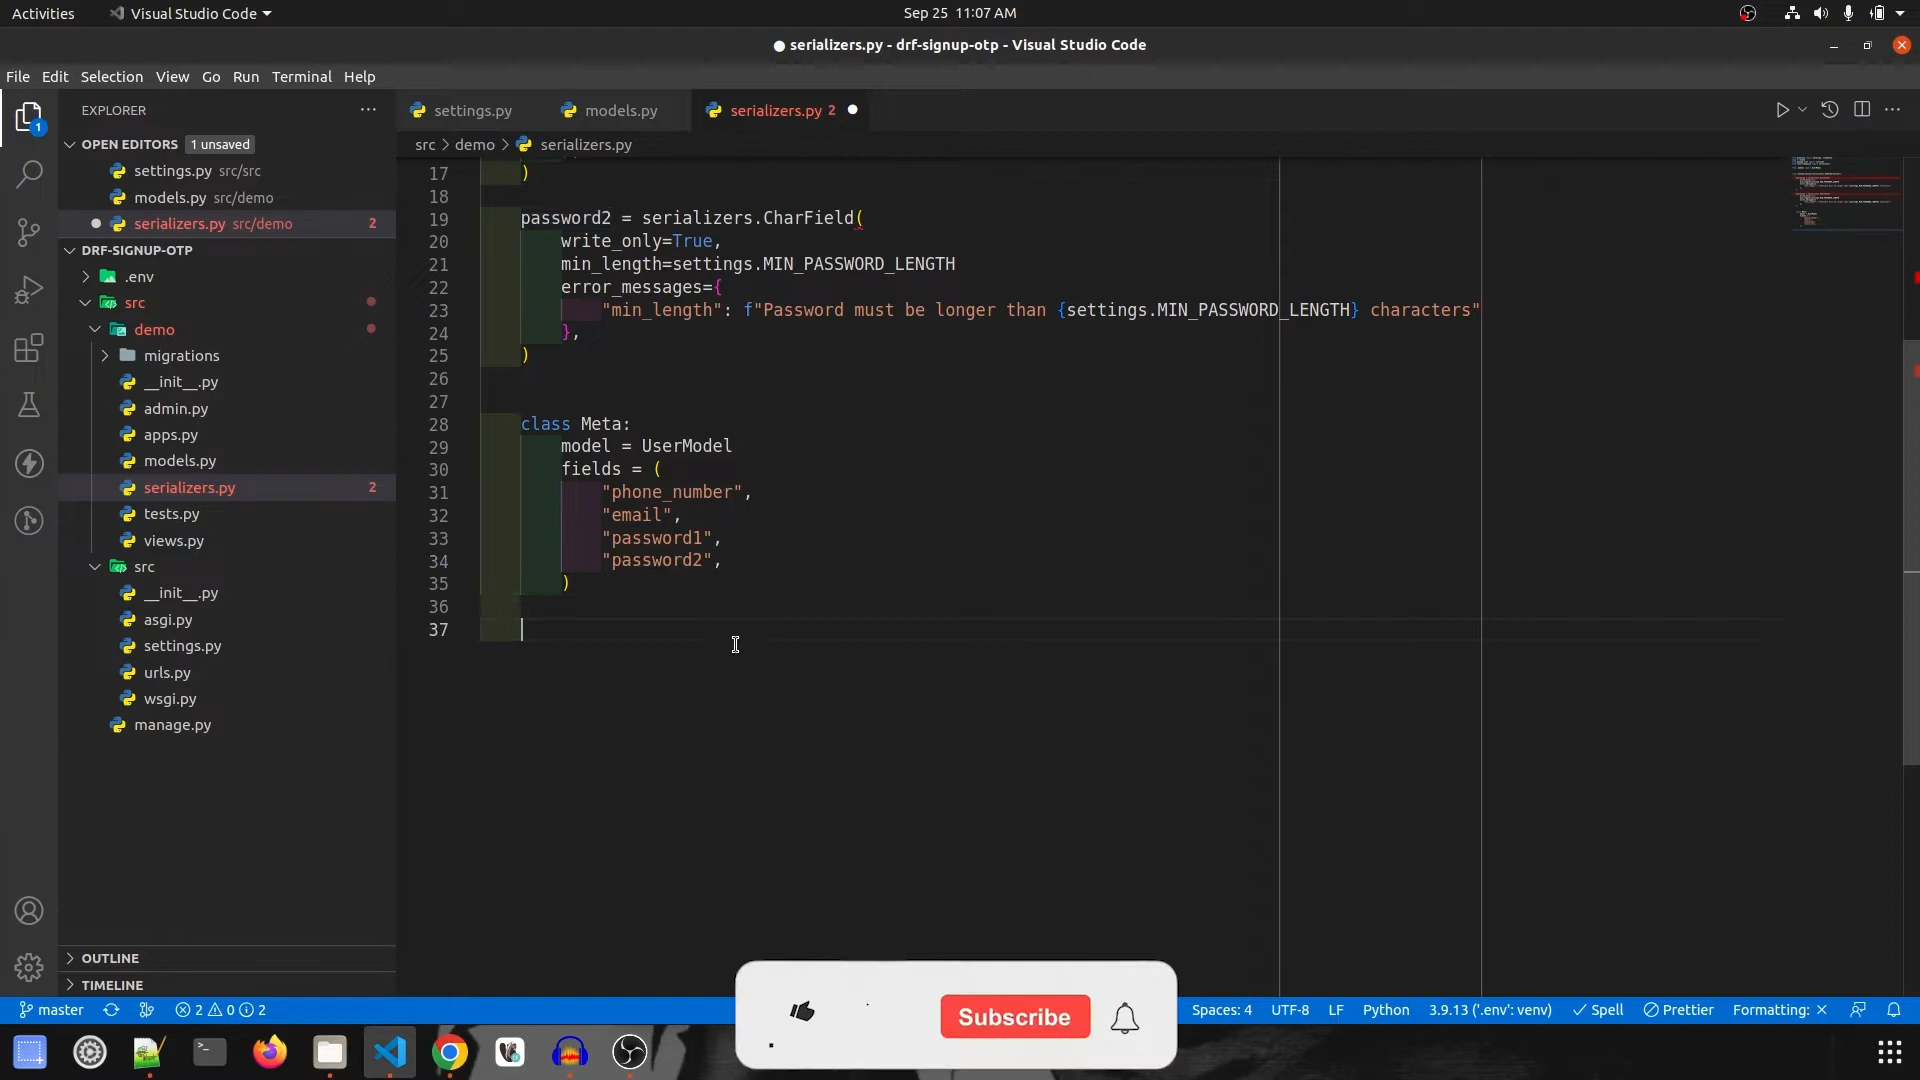 Activities
Visual Studio Code
Sep 25 11:07 AM
serializers.py - drf-signup-otp - Visual Studio Code
File Edit Selection View Go Run Terminal Help
EXPLORER
OPEN EDITORS 1 unsaved
settings.py src/src
models.py src/demo
serializers.py src/demo 2
DRF-SIGNUP-OTP
.env
src
demo
migrations
__init__.py
admin.py
apps.py
models.py
serializers.py 2
tests.py
views.py
src
__init__.py
asgi.py
settings.py
urls.py
wsgi.py
manage.py
OUTLINE
TIMELINE
1
settings.py models.py serializers.py 2
src > demo > serializers.py
17 )
18
19 password2 = serializers.CharField(
20 write_only=True,
21 min_length=settings.MIN_PASSWORD_LENGTH
22 error_messages={
23 "min_length": f"Password must be longer than {settings.MIN_PASSWORD_LENGTH} characters"
24 },
25 )
26
27
28 class Meta:
29 model = UserModel
30 fields = (
31 "phone_number",
32 "email",
33 "password1",
34 "password2",
35 )
36
37
Subscribe
master 2 0 2 Spaces: 4 UTF-8 LF Python 3.9.13 ('.env': venv) Spell Prettier Formatting: ×